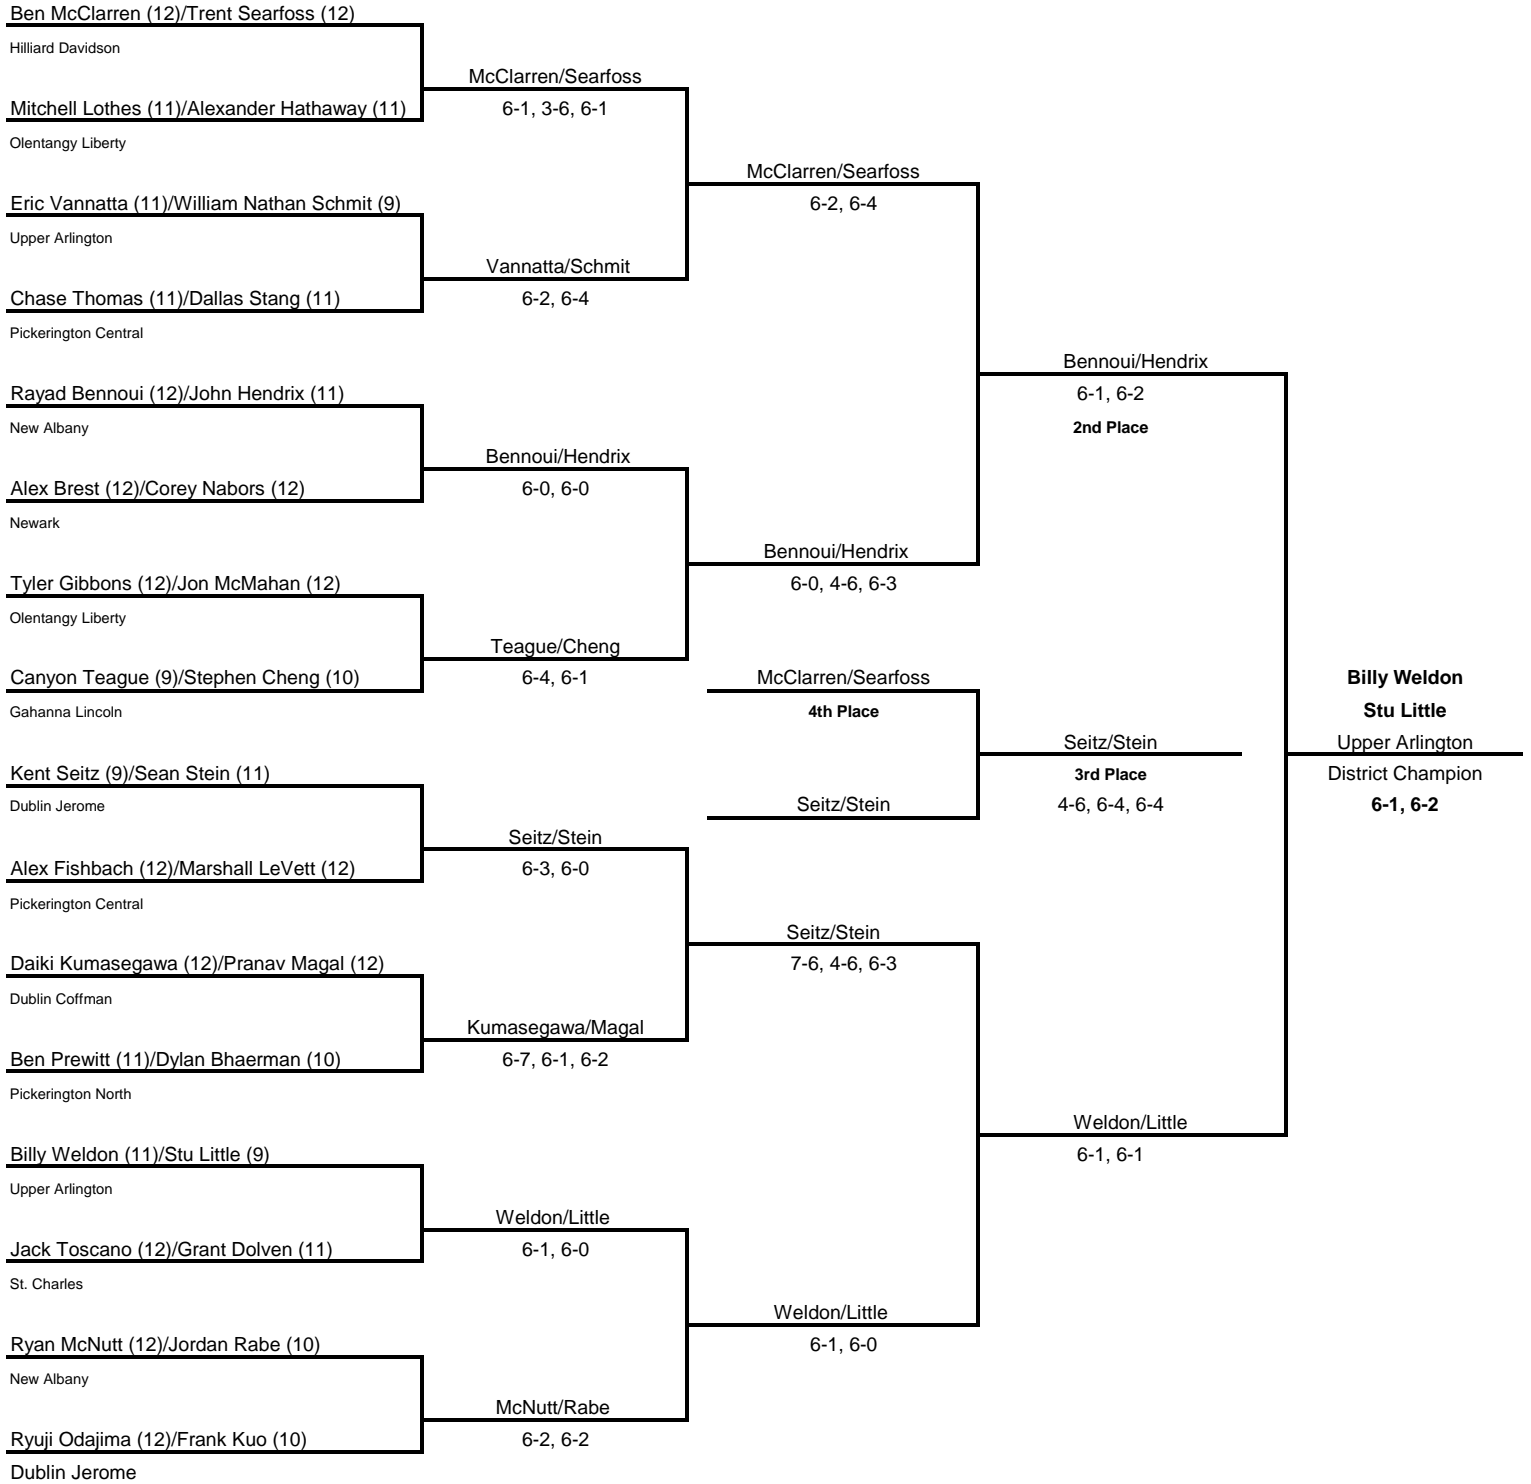 Ben McClarren (12)/Trent Searfoss (12)
Hilliard Davidson
McClarren/Searfoss
Mitchell Lothes (11)/Alexander Hathaway (11)
6-1, 3-6, 6-1
Olentangy Liberty
McClarren/Searfoss
Eric Vannatta (11)/William Nathan Schmit (9)
6-2, 6-4
Upper Arlington
Vannatta/Schmit
Chase Thomas (11)/Dallas Stang (11)
6-2, 6-4
Pickerington Central
Bennoui/Hendrix
Rayad Bennoui (12)/John Hendrix (11)
6-1, 6-2
New Albany
2nd Place
Bennoui/Hendrix
Alex Brest (12)/Corey Nabors (12)
6-0, 6-0
Newark
Bennoui/Hendrix
Tyler Gibbons (12)/Jon McMahan (12)
6-0, 4-6, 6-3
Olentangy Liberty
Teague/Cheng
Canyon Teague (9)/Stephen Cheng (10)
6-4, 6-1
McClarren/Searfoss
Billy Weldon
Gahanna Lincoln
4th Place
Stu Little
Seitz/Stein
Upper Arlington
Kent Seitz (9)/Sean Stein (11)
3rd Place
District Champion
Dublin Jerome
Seitz/Stein
4-6, 6-4, 6-4
6-1, 6-2
Seitz/Stein
Alex Fishbach (12)/Marshall LeVett (12)
6-3, 6-0
Pickerington Central
Seitz/Stein
Daiki Kumasegawa (12)/Pranav Magal (12)
7-6, 4-6, 6-3
Dublin Coffman
Kumasegawa/Magal
Ben Prewitt (11)/Dylan Bhaerman (10)
6-7, 6-1, 6-2
Pickerington North
Weldon/Little
Billy Weldon (11)/Stu Little (9)
6-1, 6-1
Upper Arlington
Weldon/Little
Jack Toscano (12)/Grant Dolven (11)
6-1, 6-0
St. Charles
Weldon/Little
Ryan McNutt (12)/Jordan Rabe (10)
6-1, 6-0
New Albany
McNutt/Rabe
Ryuji Odajima (12)/Frank Kuo (10)
6-2, 6-2
Dublin Jerome